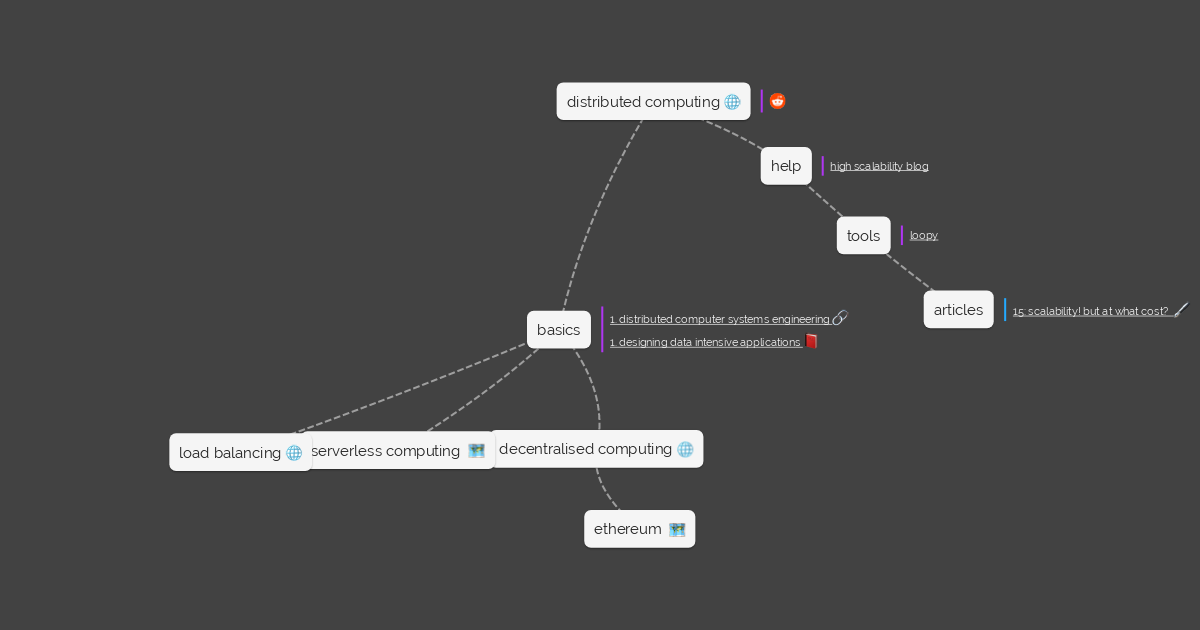 distributed computing
help
high scalability blog
tools
loopy
articles
15: scalability! but at what cost?
basics
1. distributed computer systems engineering
1. designing data intensive applications
load balancing
serverless computing
decentralised computing
ethereum